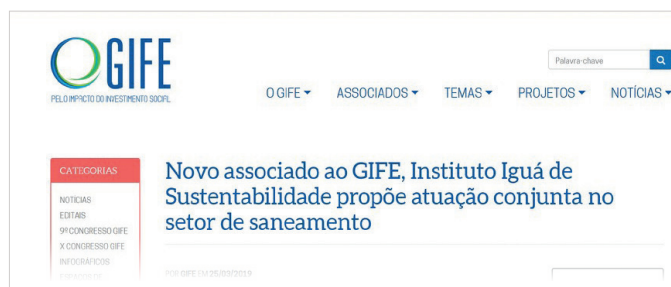 GIFE
PELO IMPACTO DO INVESTIMENTO SOCIAL
Palavra-chave
O GIFE
ASSOCIADOS
TEMAS
PROJETOS
NOTÍCIAS
CATEGORIAS
NOTÍCIAS
EDITAIS
9º CONGRESSO GIFE
X CONGRESSO GIFE
INFOGRÁFICOS
Novo associado ao GIFE, Instituto Iguá de
Sustentabilidade propõe atuação conjunta no
setor de saneamento
POR GIFE EM 25/03/2019